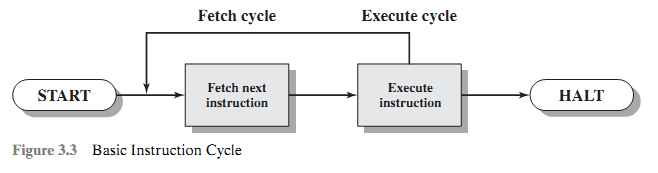 Fetch cycle
Execute cycle
START
Fetch next
instruction
Execute
instruction
HALT
Figure 3.3 Basic Instruction Cycle